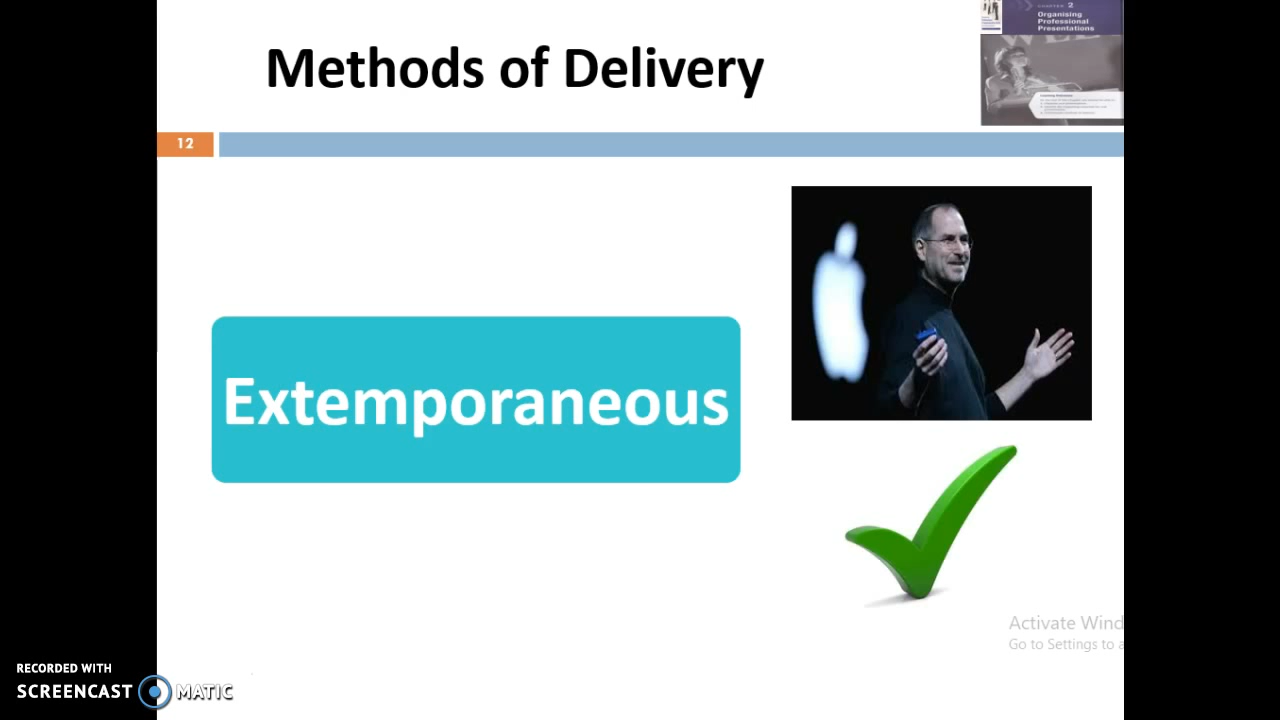 Methods of Delivery
CHAPTER 2
Organising
Professional
Presentations
12
Extemporaneous
Activate Wind
Go to Settings to a
RECORDED WITH
SCREENCAST MATIC